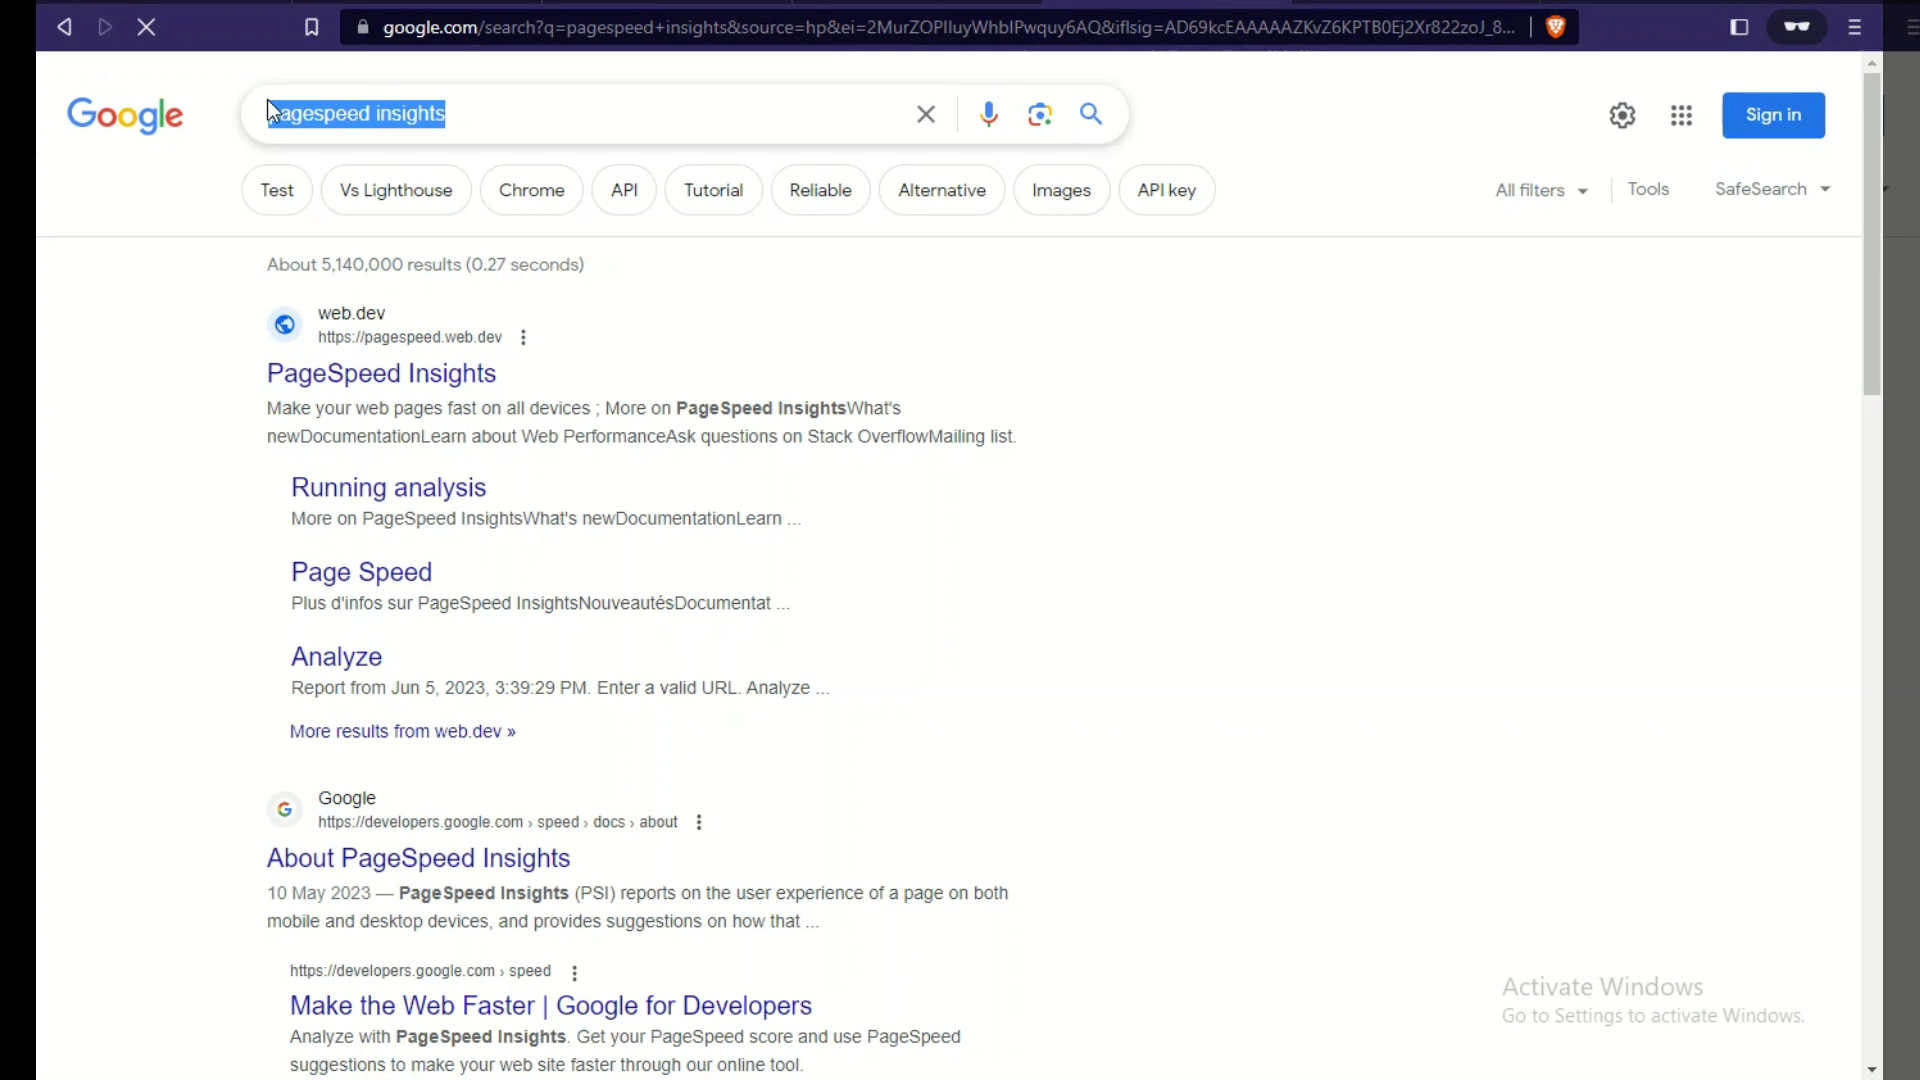 google.com/search?q=pagespeed+insights&source=hp&ei=2MurZOPIIuyWhbIPwquy6AQ&iflsig=AD69kcEAAAAAZKvZ6KPTB0Ej2Xr822zoJ_8...
Google
pagespeed insights
Sign in
Test
Vs Lighthouse
Chrome
API
Tutorial
Reliable
Alternative
Images
API key
All filters
Tools
SafeSearch
About 5,140,000 results (0.27 seconds)
web.dev
https://pagespeed.web.dev
PageSpeed Insights
Make your web pages fast on all devices ; More on PageSpeed InsightsWhat's
newDocumentationLearn about Web PerformanceAsk questions on Stack OverflowMailing list.
Running analysis
More on PageSpeed InsightsWhat's newDocumentationLearn ...
Page Speed
Plus d'infos sur PageSpeed InsightsNouveautésDocumentat ...
Analyze
Report from Jun 5, 2023, 3:39:29 PM. Enter a valid URL. Analyze ...
More results from web.dev »
Google
https://developers.google.com › speed › docs › about
About PageSpeed Insights
10 May 2023 — PageSpeed Insights (PSI) reports on the user experience of a page on both
mobile and desktop devices, and provides suggestions on how that ...
https://developers.google.com › speed
Make the Web Faster | Google for Developers
Analyze with PageSpeed Insights. Get your PageSpeed score and use PageSpeed
suggestions to make your web site faster through our online tool.
Activate Windows
Go to Settings to activate Windows.